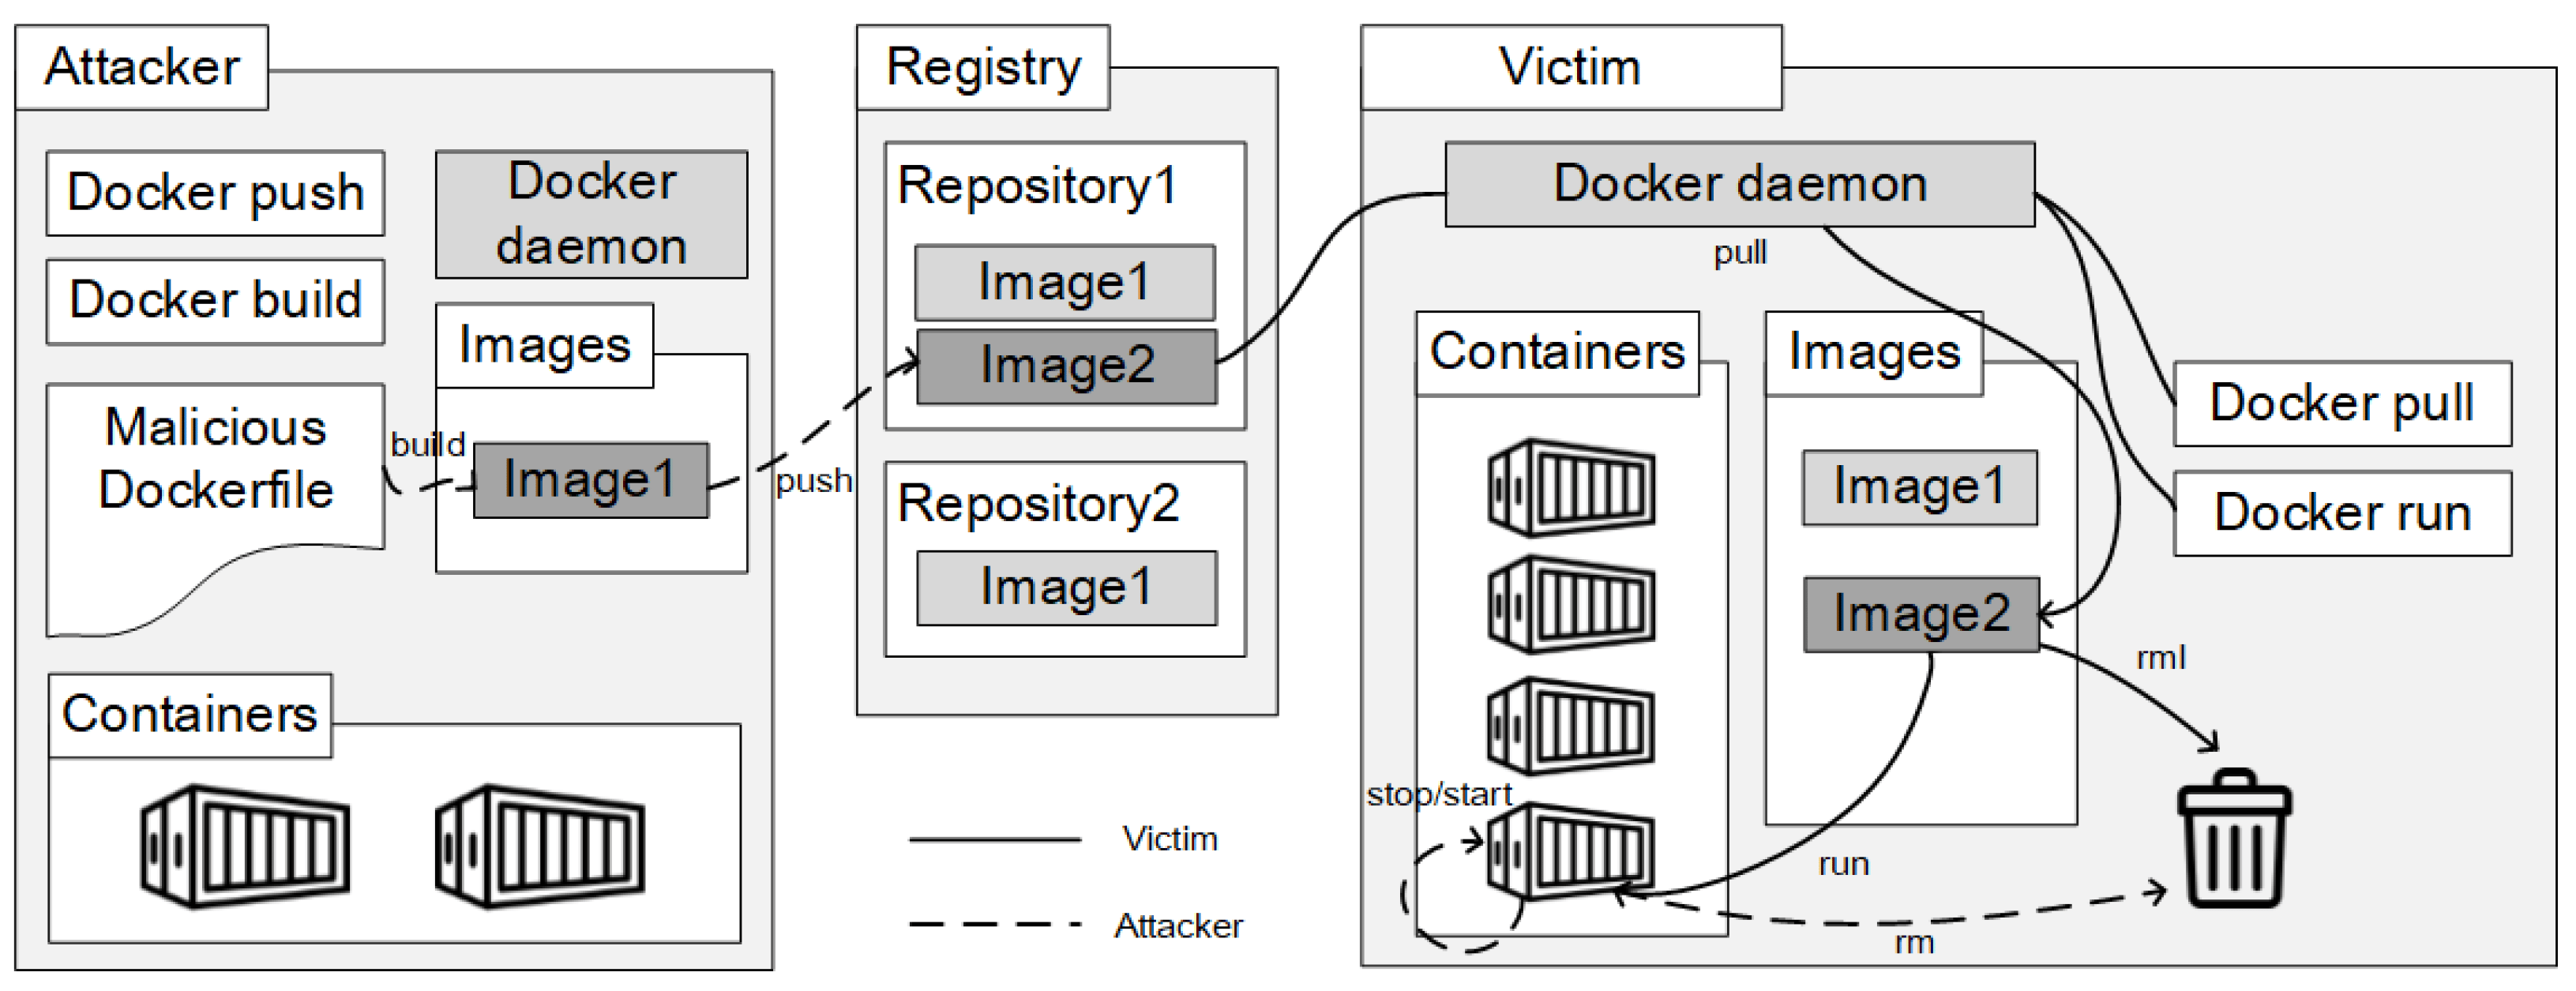 Attacker
Docker push
Docker
daemon
Docker build
Images
Malicious
Dockerfile
build
Image1
push
Containers
Registry
Repository1
Image1
Image2
Repository2
Image1
Victim
Attacker
Victim
Docker daemon
pull
Containers
Images
Docker pull
Image1
Docker run
Image2
rml
stop/start
run
rm